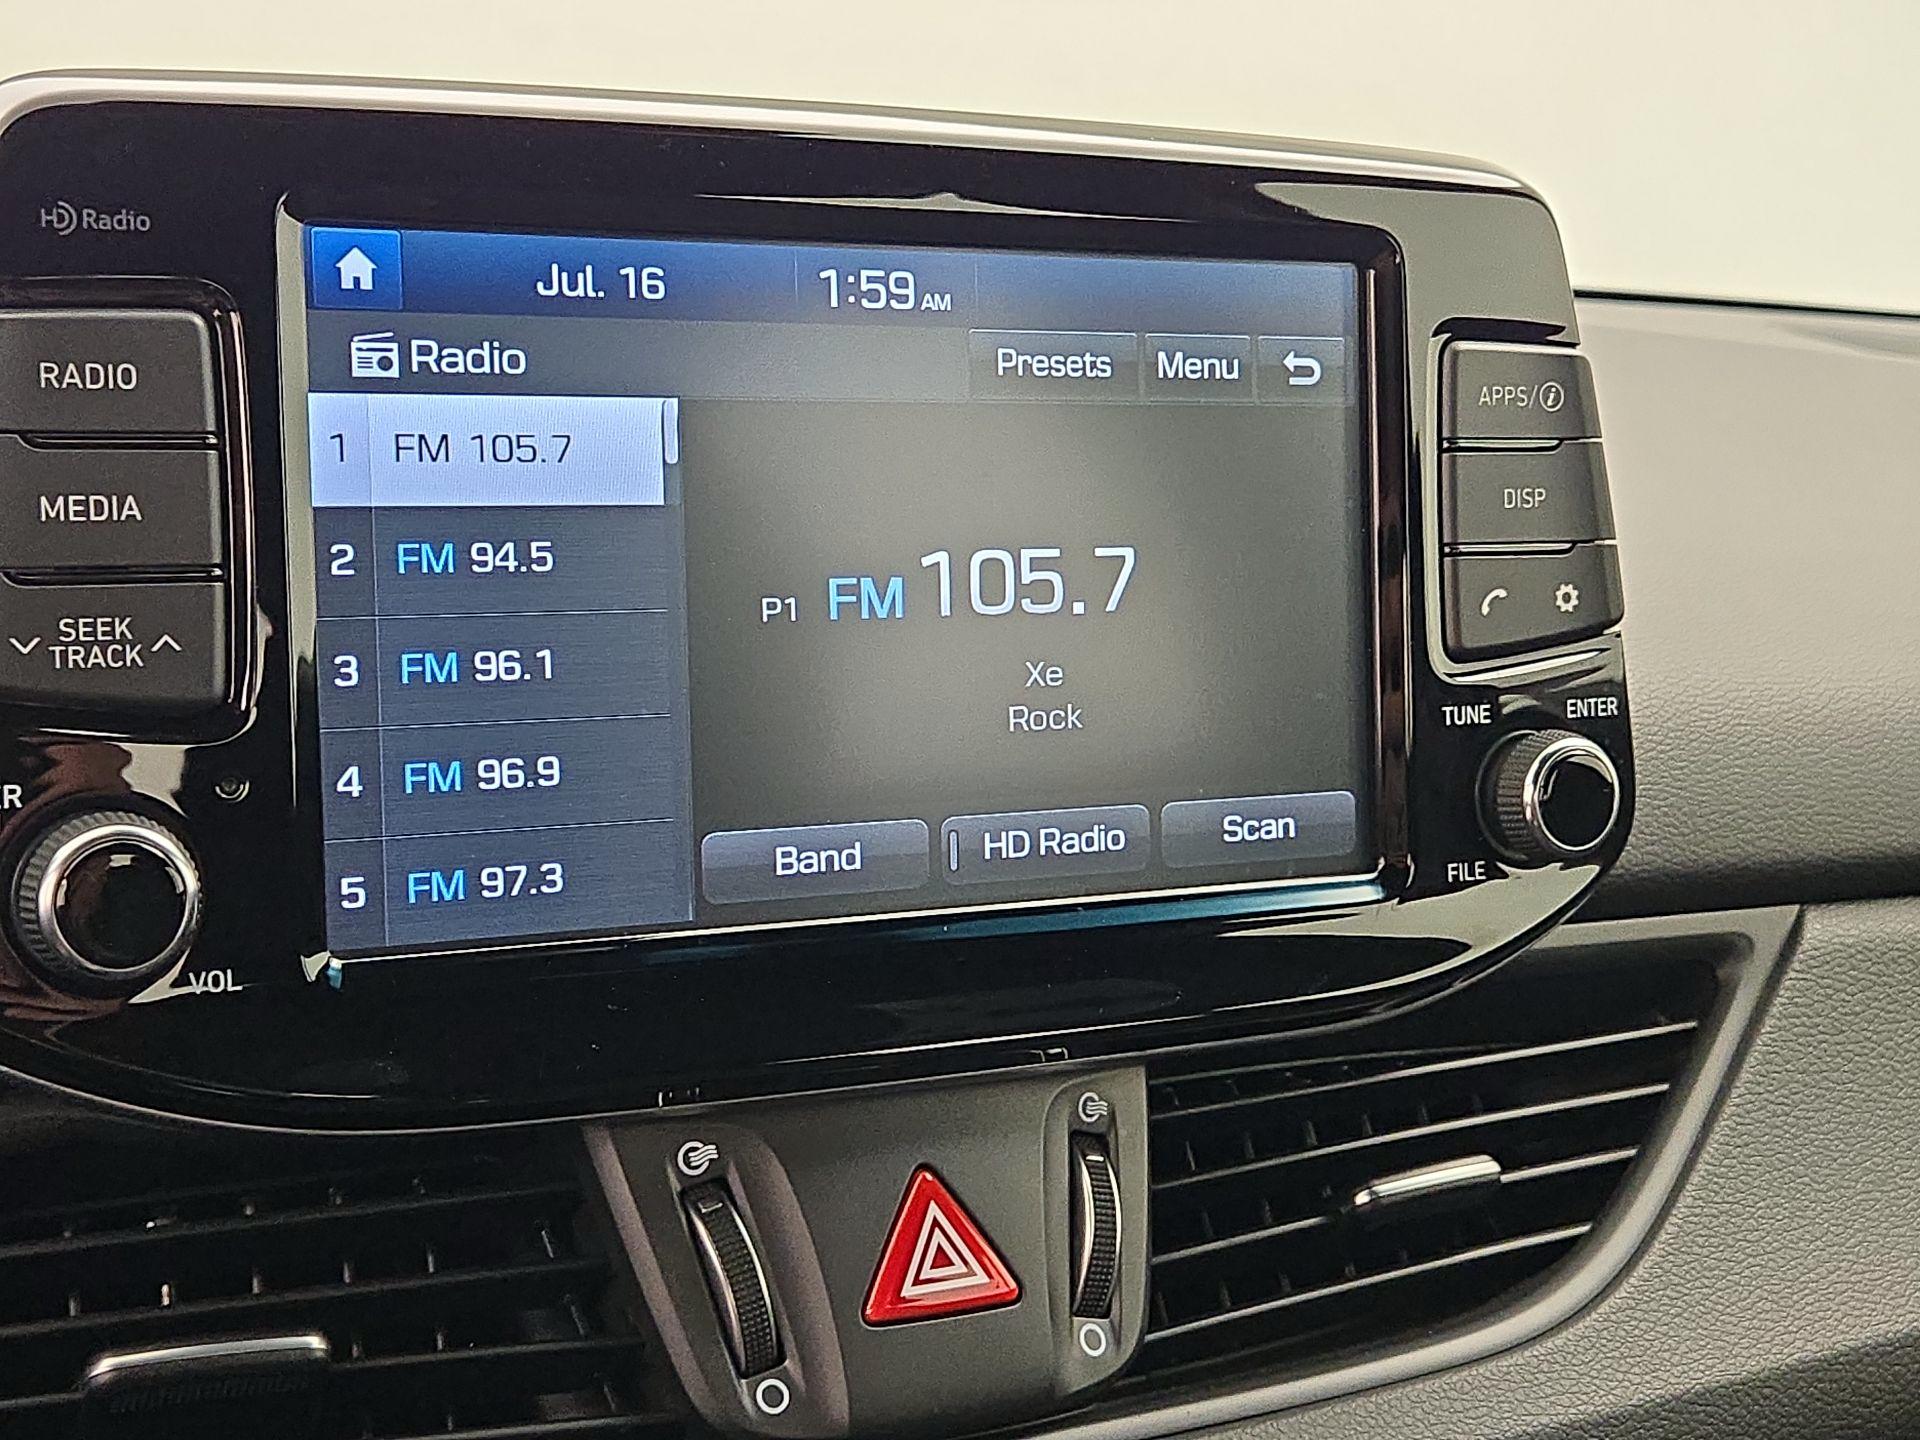 HD Radio
RADIO
MEDIA
SEEK
TRACK
VOL
Jul. 16
1:59 AM
Radio
Presets
Menu
1 FM 105.7
2 FM 94.5
3 FM 96.1
4 FM 96.9
5 FM 97.3
P1 FM 105.7
Xe
Rock
Band
HD Radio
Scan
APPS/i
DISP
TUNE
ENTER
FILE